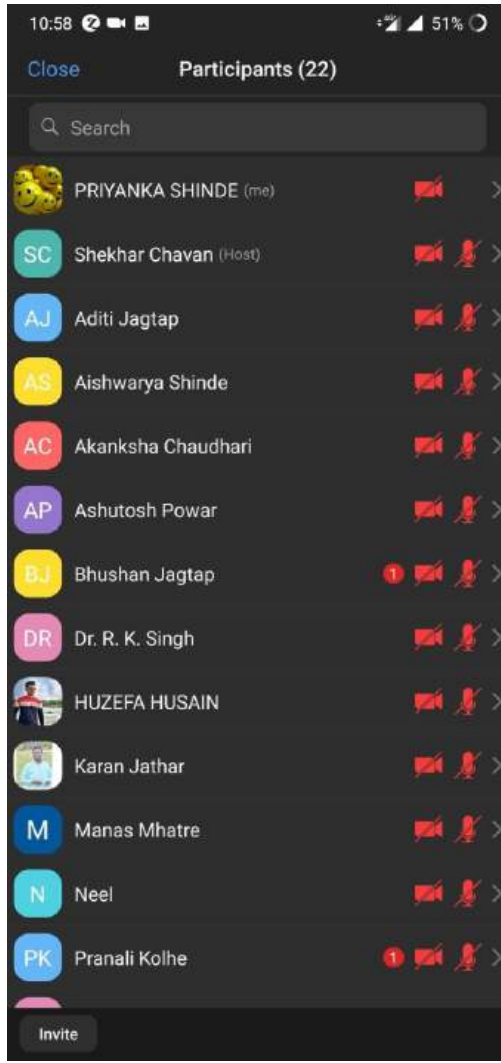 10:58 51%
Close Participants (22)
Search
PRIYANKA SHINDE (me)
SC Shekhar Chavan (Host)
AJ Aditi Jagtap
AS Aishwarya Shinde
AC Akanksha Chaudhari
AP Ashutosh Powar
BJ Bhushan Jagtap 1
DR Dr. R. K. Singh
HUZEFA HUSAIN
Karan Jathar
M Manas Mhatre
N Neel
PK Pranali Kolhe 1
Invite